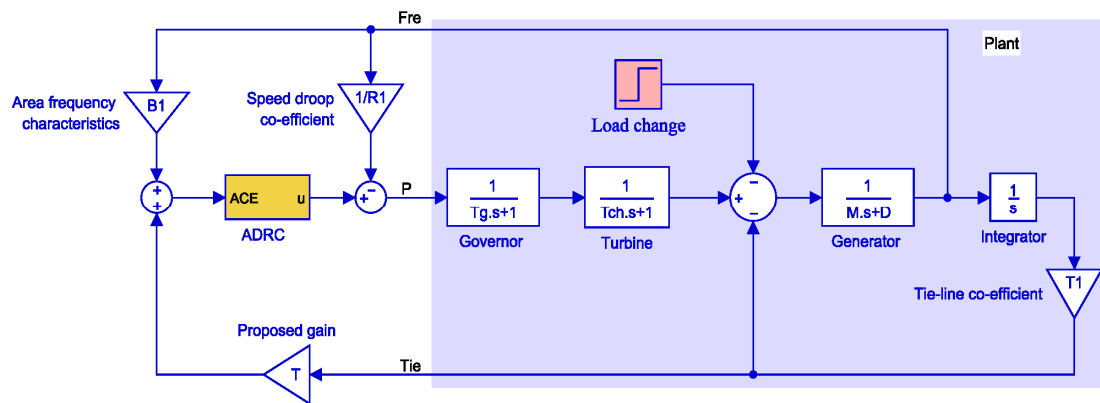 Fre
Plant
Area frequency
characteristics
B1
Speed droop
co-efficient
1/R1
Load change
+
+
ACE
u
ADRC
−
+
P
1
Tg.s+1
Governor
1
Tch.s+1
Turbine
−
+
−
1
M.s+D
Generator
1
s
Integrator
Tie-line co-efficient
T1
Proposed gain
T
Tie